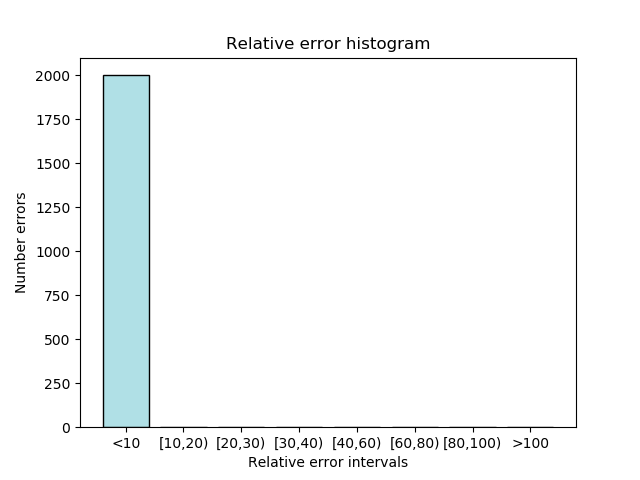 Relative error histogram
2000
1750
1500
1250
1000
750
500
250
0
Number errors
<10 [10,20) [20,30) [30,40) [40,60) [60,80) [80,100) >100
Relative error intervals